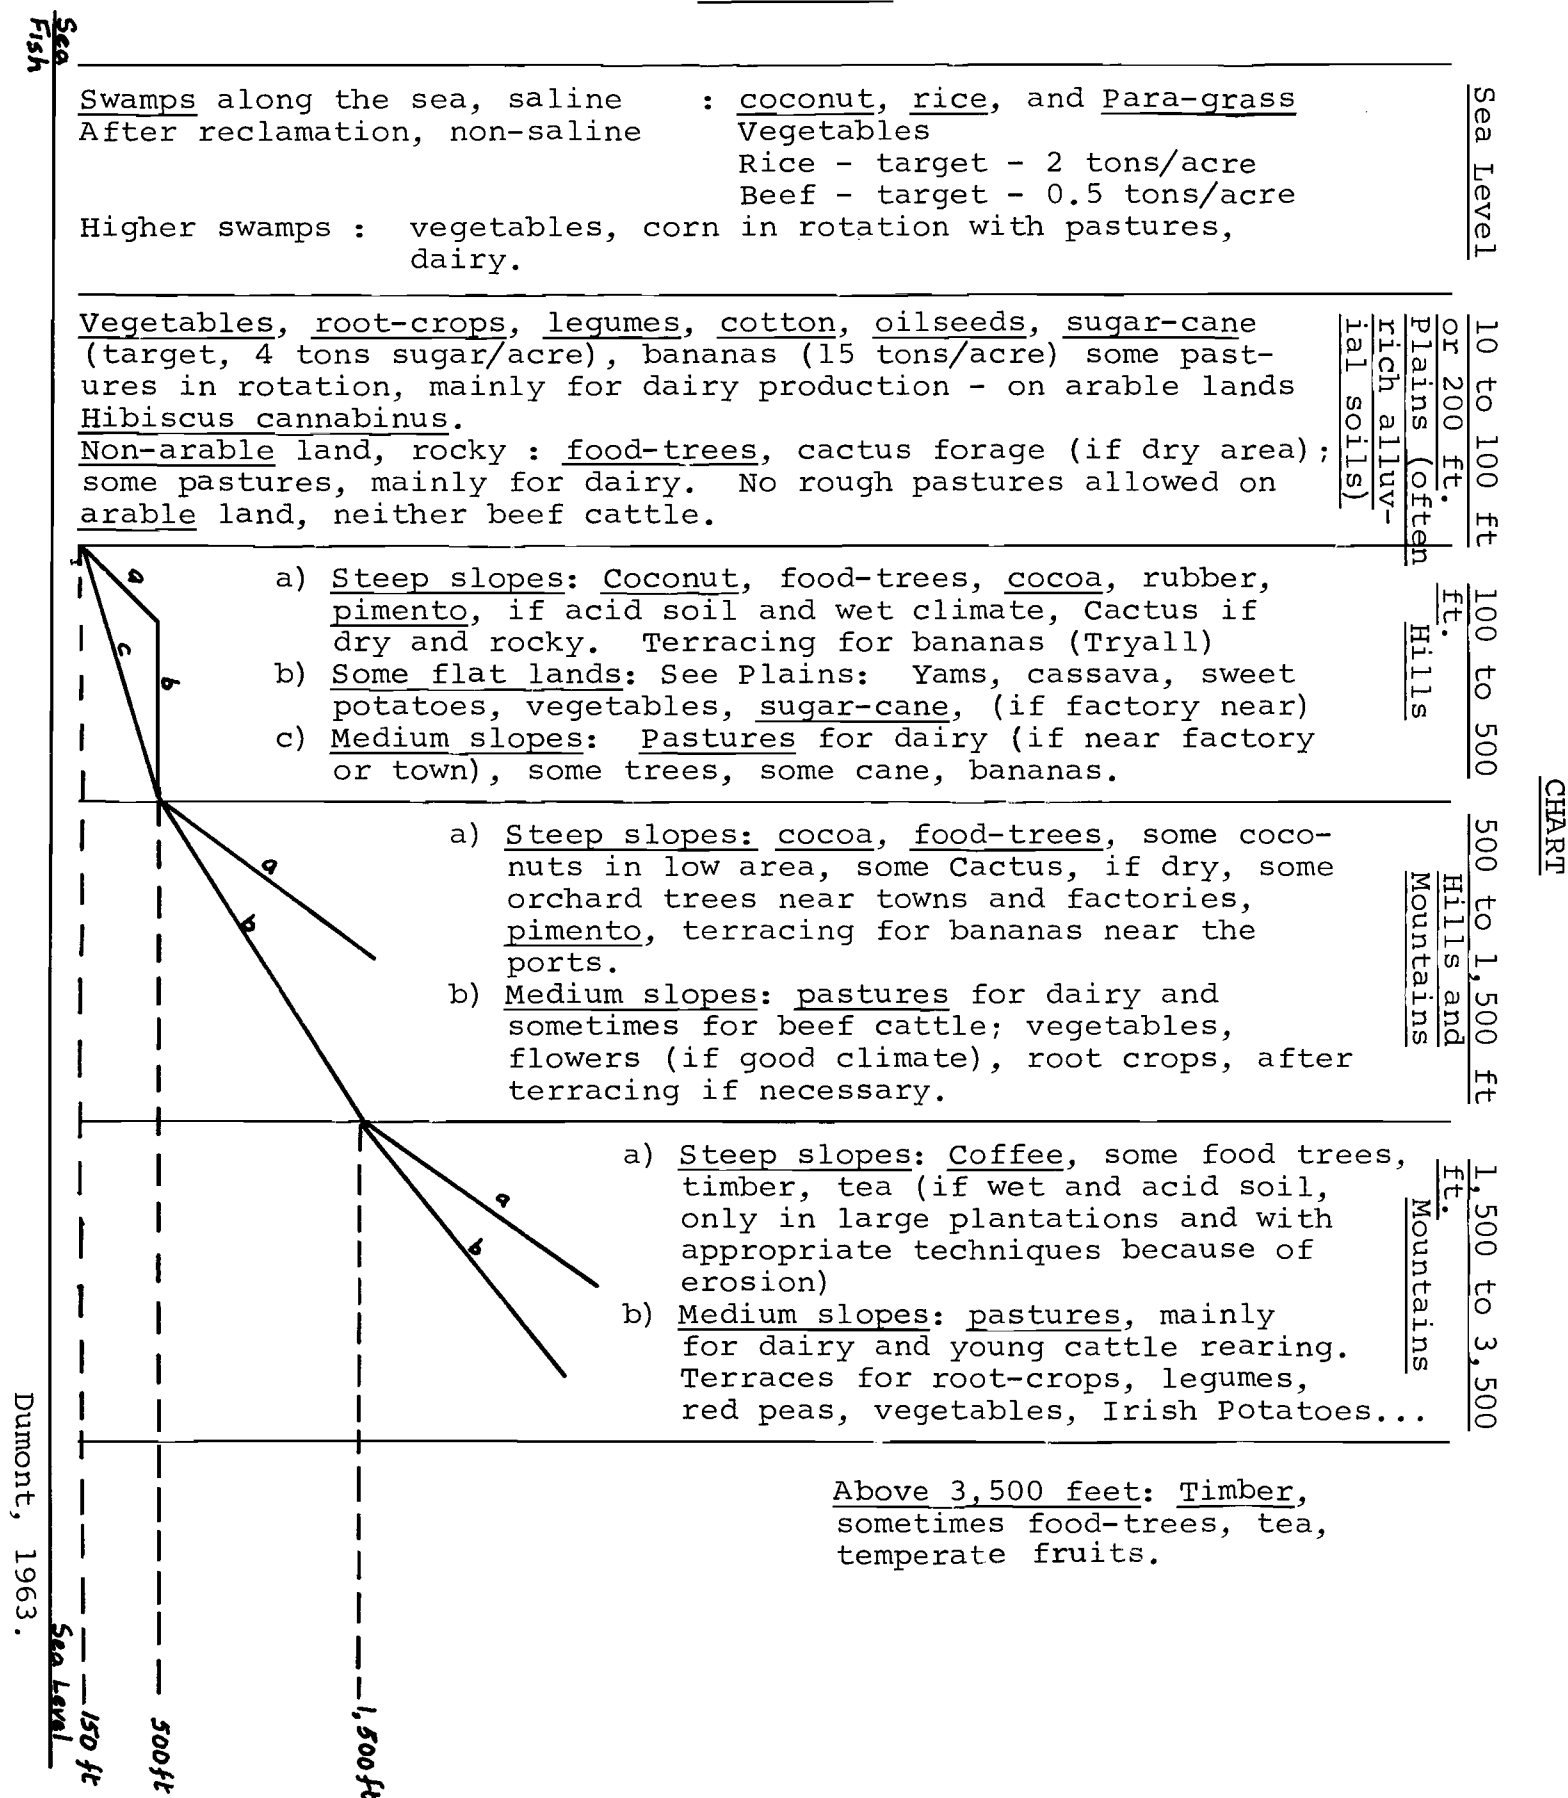 CHART
Sea Level
Swamps along the sea, saline : coconut, rice, and Para-grass
After reclamation, non-saline Vegetables
Rice - target - 2 tons/acre
Beef - target - 0.5 tons/acre
Higher swamps : vegetables, corn in rotation with pastures,
dairy.
10 to 100 ft
or 200 ft.
Plains (often
rich alluv-
ial soils)
Vegetables, root-crops, legumes, cotton, oilseeds, sugar-cane
(target, 4 tons sugar/acre), bananas (15 tons/acre) some past-
ures in rotation, mainly for dairy production - on arable lands
Hibiscus cannabinus.
Non-arable land, rocky : food-trees, cactus forage (if dry area);
some pastures, mainly for dairy. No rough pastures allowed on
arable land, neither beef cattle.
100 to 500
ft.
Hills
a) Steep slopes: Coconut, food-trees, cocoa, rubber,
pimento, if acid soil and wet climate, Cactus if
dry and rocky. Terracing for bananas (Tryall)
b) Some flat lands: See Plains: Yams, cassava, sweet
potatoes, vegetables, sugar-cane, (if factory near)
c) Medium slopes: Pastures for dairy (if near factory
or town), some trees, some cane, bananas.
500 to 1,500 ft
Hills and
Mountains
a) Steep slopes: cocoa, food-trees, some coco-
nuts in low area, some Cactus, if dry, some
orchard trees near towns and factories,
pimento, terracing for bananas near the
ports.
b) Medium slopes: pastures for dairy and
sometimes for beef cattle; vegetables,
flowers (if good climate), root crops, after
terracing if necessary.
1,500 to 3,500
ft.
Mountains
a) Steep slopes: Coffee, some food trees,
timber, tea (if wet and acid soil,
only in large plantations and with
appropriate techniques because of
erosion)
b) Medium slopes: pastures, mainly
for dairy and young cattle rearing.
Terraces for root-crops, legumes,
red peas, vegetables, Irish Potatoes...
Above 3,500 feet: Timber,
sometimes food-trees, tea,
temperate fruits.
Sea
Fish
a
b
c
a
b
a
b
1,500ft
500ft
150 ft
Sea Level
Dumont, 1963.